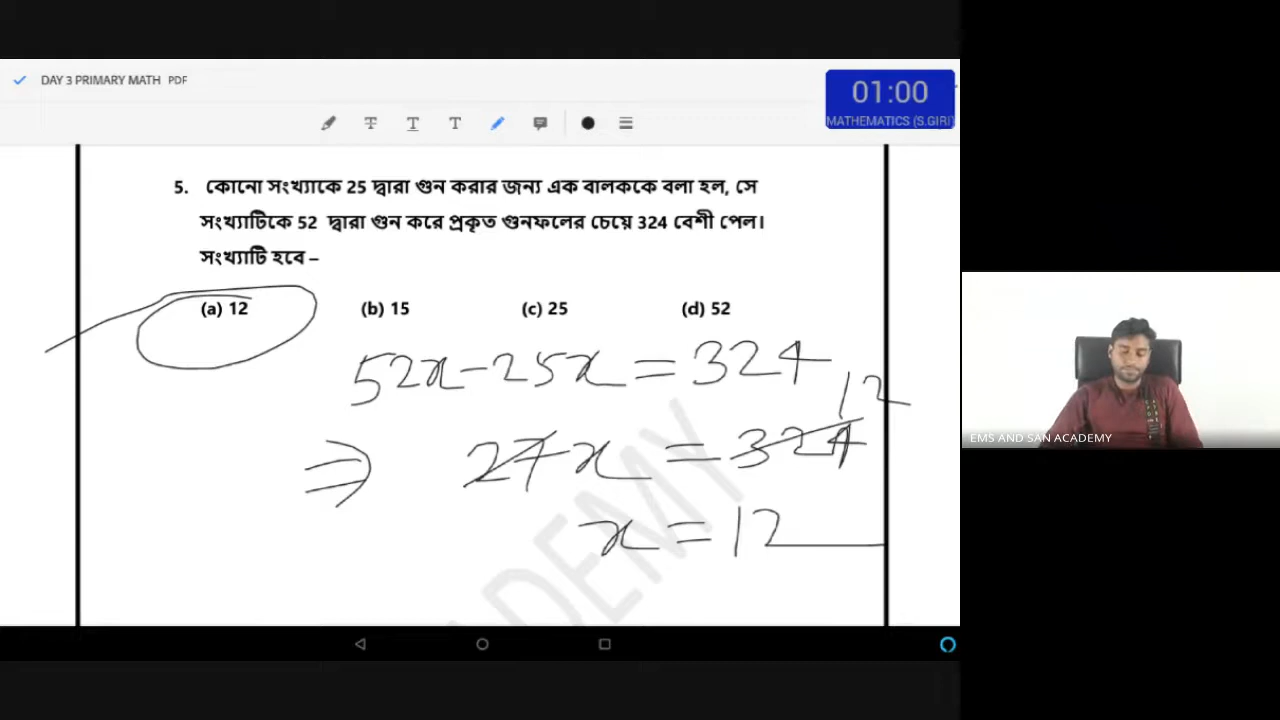 DAY 3 PRIMARY MATH PDF
01:00
MATHEMATICS (S.GIRI)
5. কোনো সংখ্যাকে 25 দ্বারা গুন করার জন্য এক বালককে বলা হল, সে
সংখ্যাটিকে 52 দ্বারা গুন করে প্রকৃত গুনফলের চেয়ে 324 বেশী পেল।
সংখ্যাটি হবে –
(a) 12 (b) 15 (c) 25 (d) 52
52x-25x = 324
12
⇒ 27x = 324
x = 12
ADEMY
EMS AND SAN ACADEMY